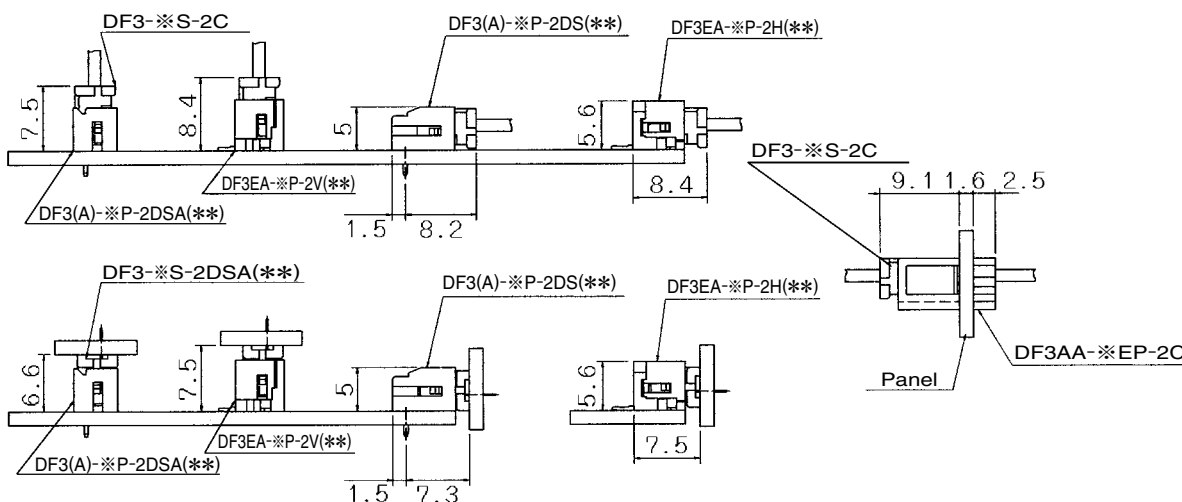 DF3-※S-2C
DF3(A)-※P-2DS(**)
DF3EA-※P-2H(**)
7.5
8.4
5
5.6
DF3-※S-2C
DF3EA-※P-2V(**)
8.4
9.1
1.6
2.5
DF3(A)-※P-2DSA(**)
1.5
8.2
DF3-※S-2DSA(**)
DF3(A)-※P-2DS(**)
DF3EA-※P-2H(**)
6.6
7.5
5
5.6
DF3AA-※EP-2C
Panel
DF3EA-※P-2V(**)
7.5
DF3(A)-※P-2DSA(**)
1.5
7.3